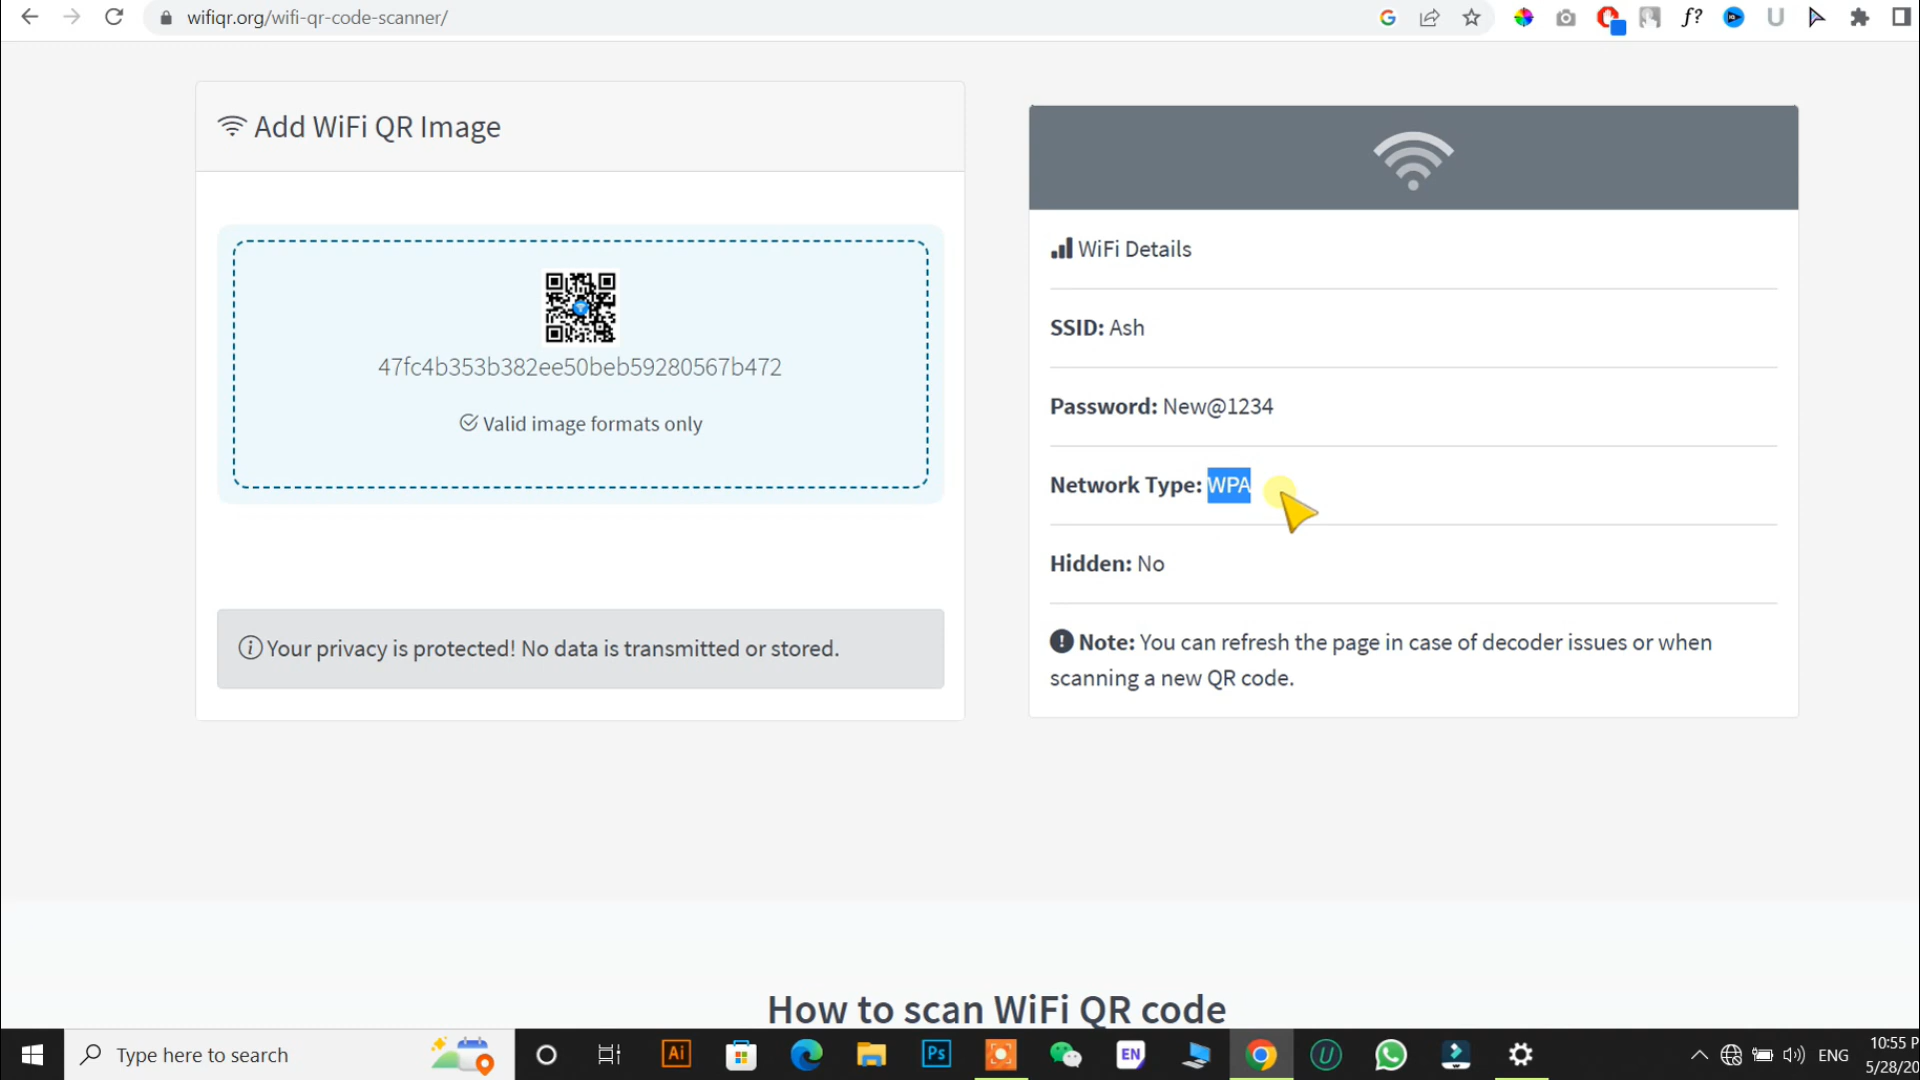 wifiqr.org/wifi-qr-code-scanner/
f?
U
Add WiFi QR Image
47fc4b353b382ee50beb59280567b472
Valid image formats only
Your privacy is protected! No data is transmitted or stored.
WiFi Details
SSID: Ash
Password: New@1234
Network Type: WPA
Hidden: No
Note: You can refresh the page in case of decoder issues or when
scanning a new QR code.
How to scan WiFi QR code
Type here to search
Ai
Ps
EN
U
ENG
10:55 P
5/28/20